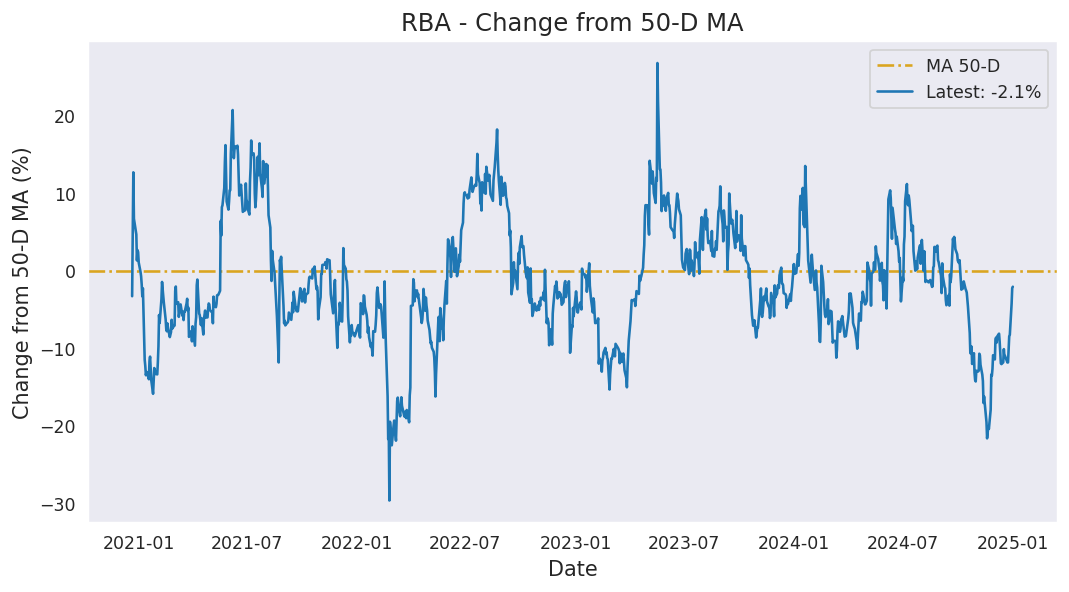 RBA - Change from 50-D MA
MA 50-D
Latest: -2.1%
Change from 50-D MA (%)
20
10
0
−10
−20
−30
2021-01 2021-07 2022-01 2022-07 2023-01 2023-07 2024-01 2024-07 2025-01
Date